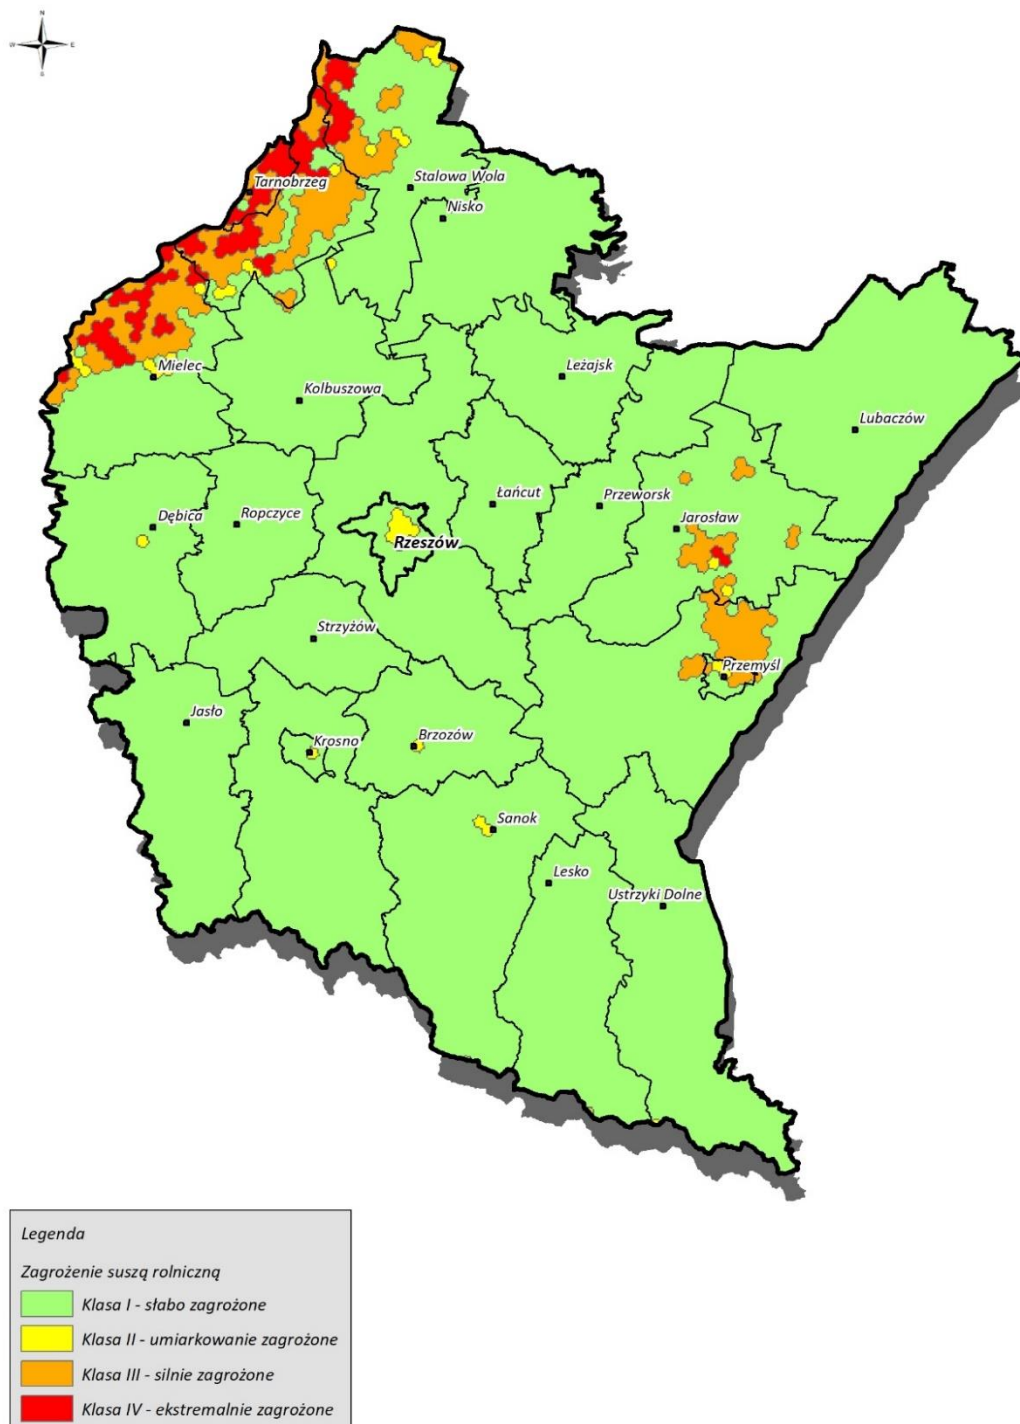 N
W
E
S
Tarnobrzeg
Stalowa Wola
Nisko
Mielec
Kolbuszowa
Leżajsk
Lubaczów
Dębica
Ropczyce
Łańcut
Przeworsk
Jarosław
Rzeszów
Strzyżów
Przemyśl
Jasło
Krosno
Brzozów
Sanok
Lesko
Ustrzyki Dolne
Legenda
Zagrożenie suszą rolniczną
Klasa I - słabo zagrożone
Klasa II - umiarkowanie zagrożone
Klasa III - silnie zagrożone
Klasa IV - ekstremalnie zagrożone